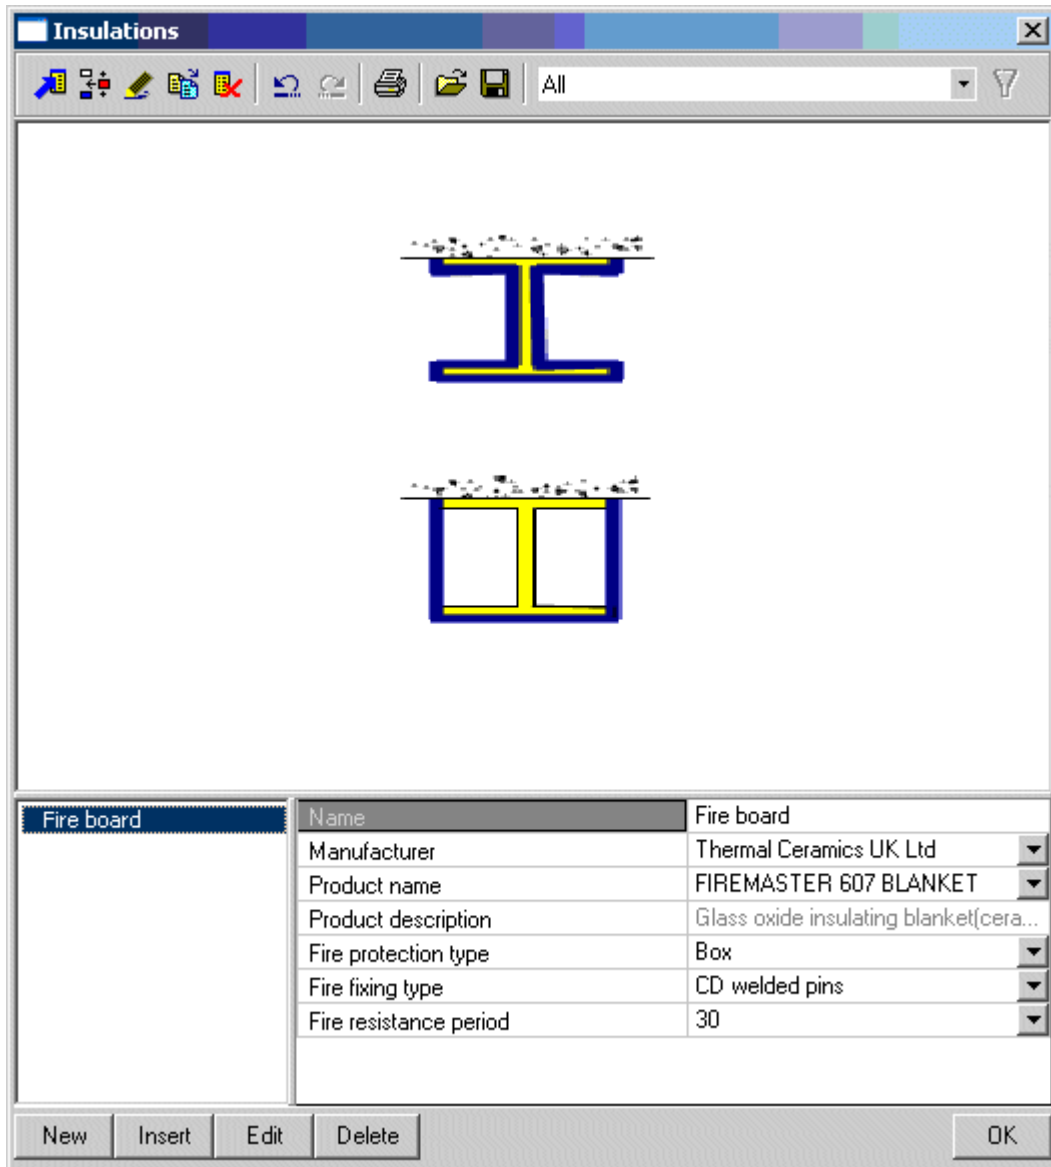 Insulations
All
Fire board
Name Fire board
Manufacturer Thermal Ceramics UK Ltd
Product name FIREMASTER 607 BLANKET
Product description Glass oxide insulating blanket(cera...
Fire protection type Box
Fire fixing type CD welded pins
Fire resistance period 30
New Insert Edit Delete OK